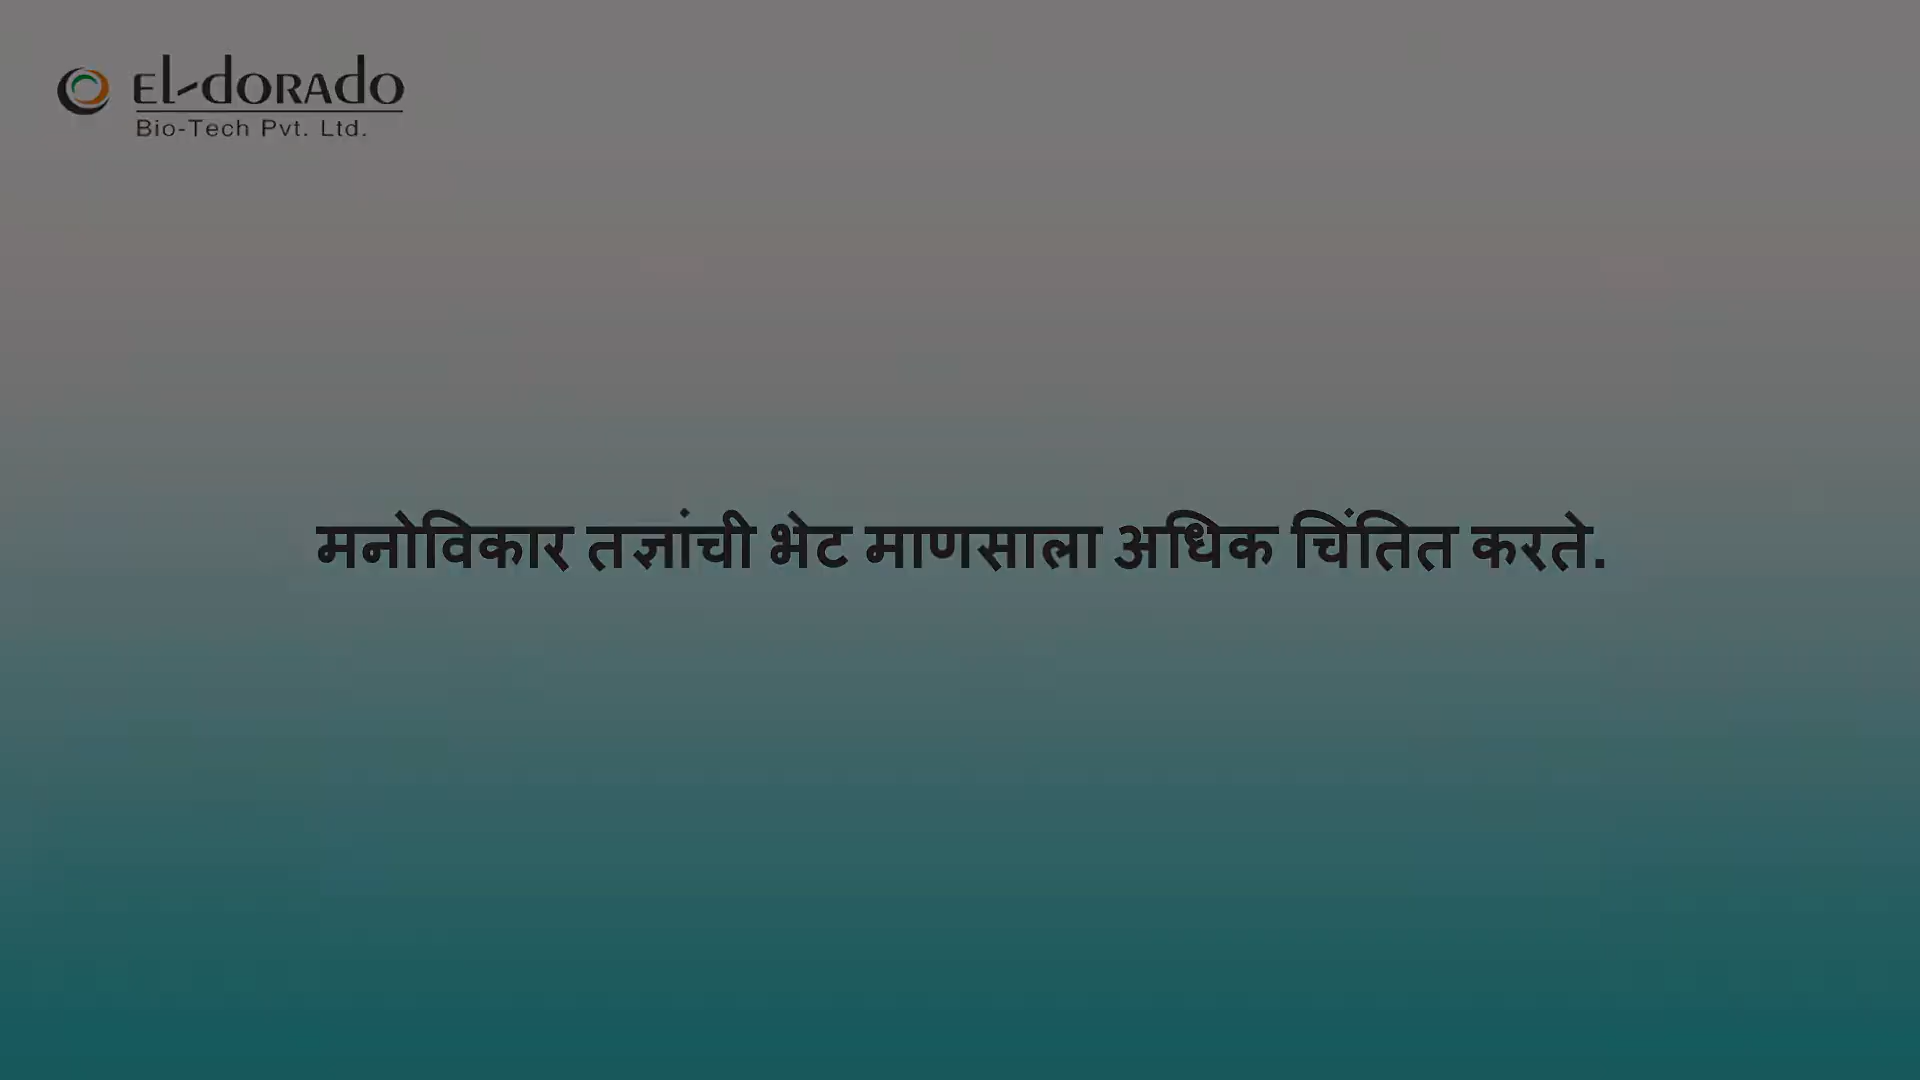 El-dorado
Bio-Tech Pvt. Ltd.
मनोविकार तज्ञांची भेट माणसाला अधिक चिंतित करते.